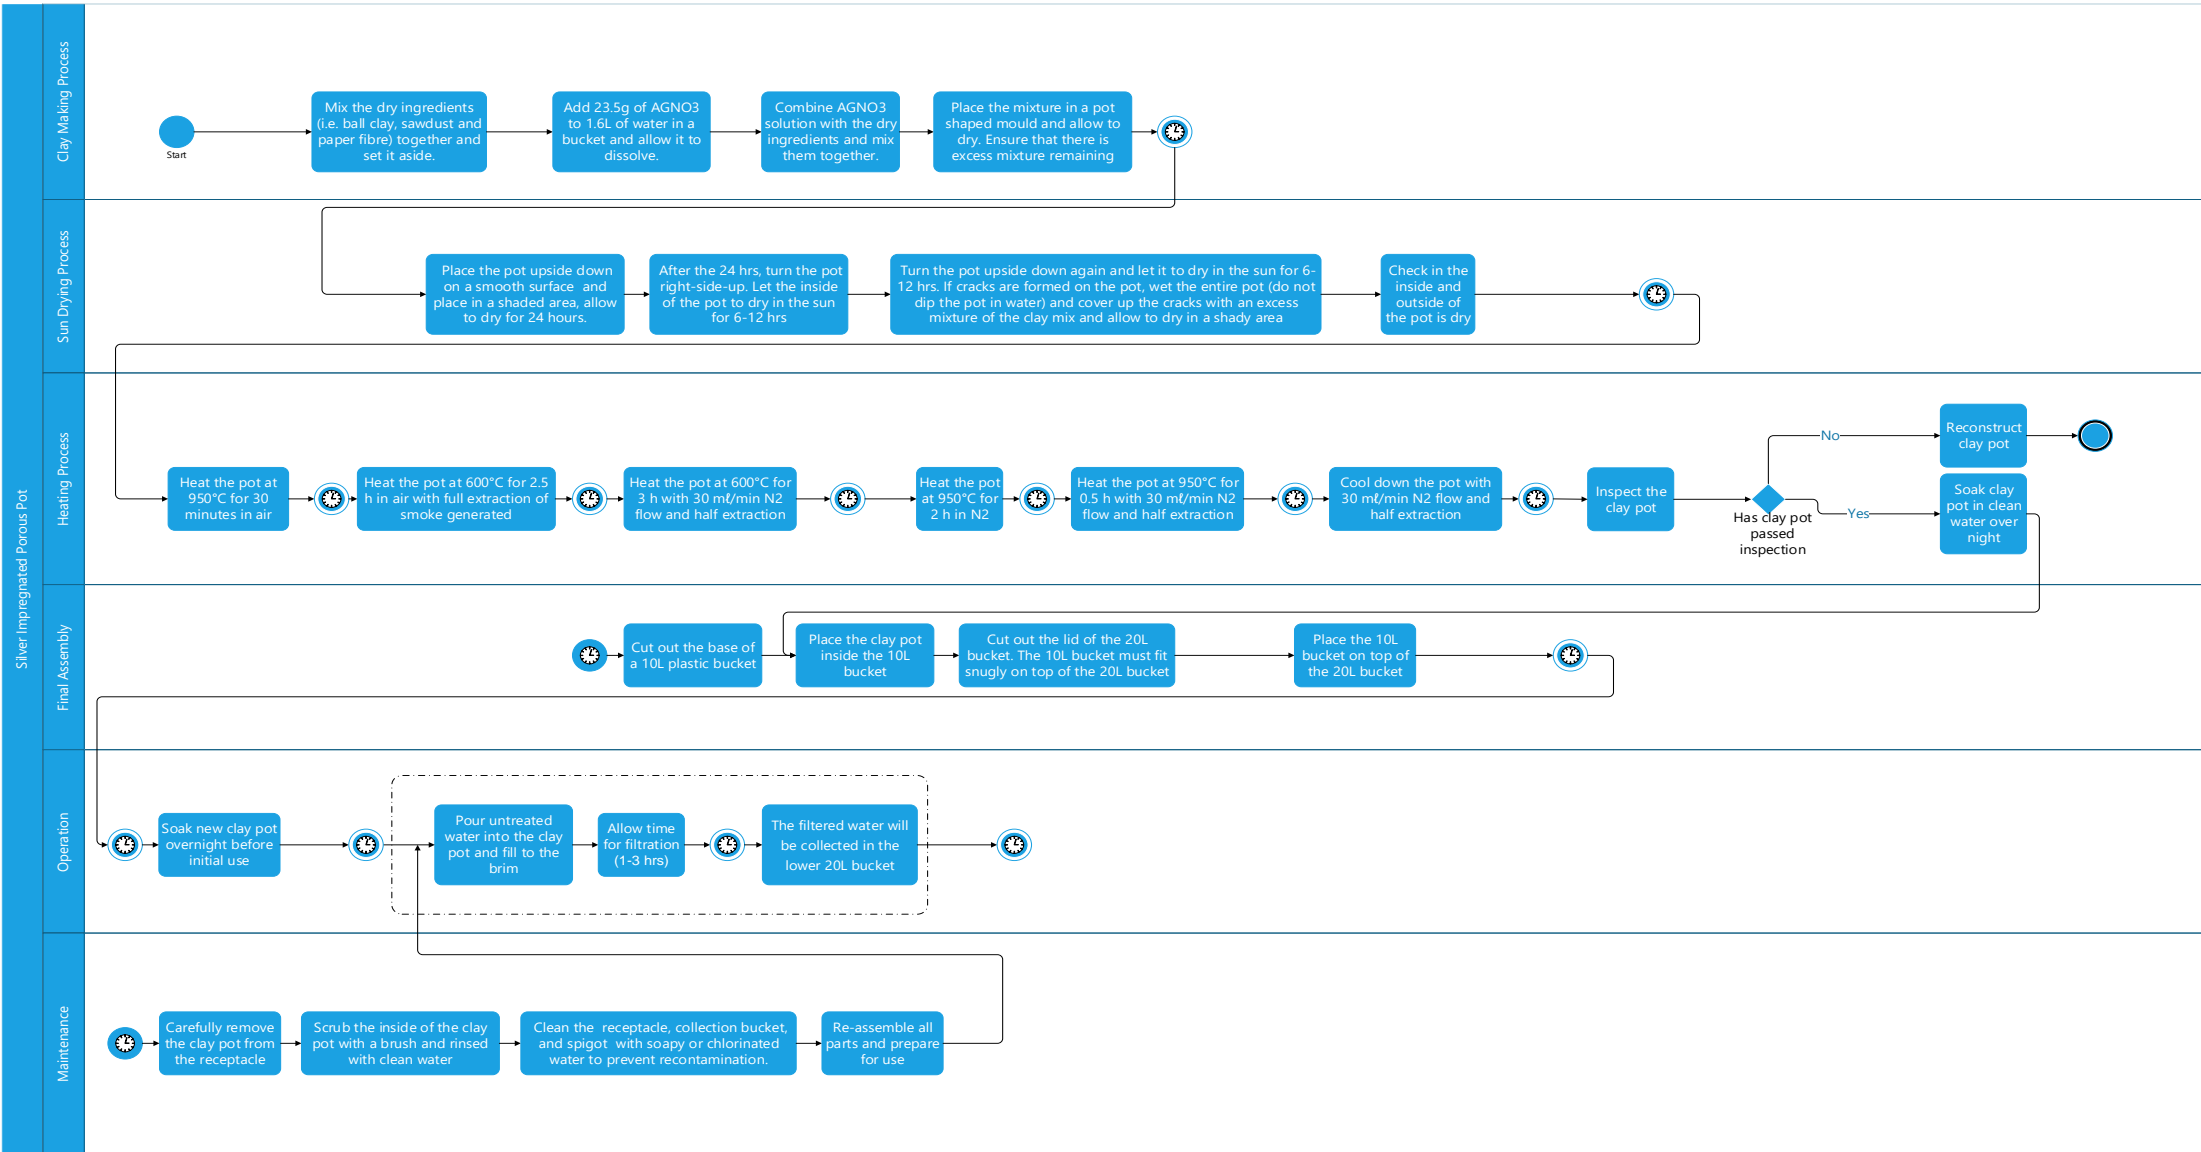 Silver Impregnated Porous Pot
Clay Making Process
Start
Mix the dry ingredients
(i.e. ball clay, sawdust and
paper fibre) together and
set it aside.
Add 23.5g of AGNO3
to 1.6L of water in a
bucket and allow it to
dissolve.
Combine AGNO3
solution with the dry
ingredients and mix
them together.
Place the mixture in a pot
shaped mould and allow to
dry. Ensure that there is
excess mixture remaining
Sun Drying Process
Place the pot upside down
on a smooth surface and
place in a shaded area, allow
to dry for 24 hours.
After the 24 hrs, turn the pot
right-side-up. Let the inside
of the pot to dry in the sun
for 6-12 hrs
Turn the pot upside down again and let it to dry in the sun for 6-
12 hrs. If cracks are formed on the pot, wet the entire pot (do not
dip the pot in water) and cover up the cracks with an excess
mixture of the clay mix and allow to dry in a shady area
Check in the
inside and
outside of
the pot is dry
Heating Process
Heat the pot at
950°C for 30
minutes in air
Heat the pot at 600°C for 2.5
h in air with full extraction of
smoke generated
Heat the pot at 600°C for
3 h with 30 mℓ/min N2
flow and half extraction
Heat the pot
at 950°C for
2 h in N2
Heat the pot at 950°C for
0.5 h with 30 mℓ/min N2
flow and half extraction
Cool down the pot with
30 mℓ/min N2 flow and
half extraction
Inspect the
clay pot
Has clay pot
passed
inspection
No
Reconstruct
clay pot
Yes
Soak clay
pot in clean
water over
night
Final Assembly
Cut out the base of
a 10L plastic bucket
Place the clay pot
inside the 10L
bucket
Cut out the lid of the 20L
bucket. The 10L bucket must fit
snugly on top of the 20L bucket
Place the 10L
bucket on top of
the 20L bucket
Operation
Soak new clay pot
overnight before
initial use
Pour untreated
water into the clay
pot and fill to the
brim
Allow time
for filtration
(1-3 hrs)
The filtered water will
be collected in the
lower 20L bucket
Maintenance
Carefully remove
the clay pot from
the receptacle
Scrub the inside of the clay
pot with a brush and rinsed
with clean water
Clean the receptacle, collection bucket,
and spigot with soapy or chlorinated
water to prevent recontamination.
Re-assemble all
parts and prepare
for use